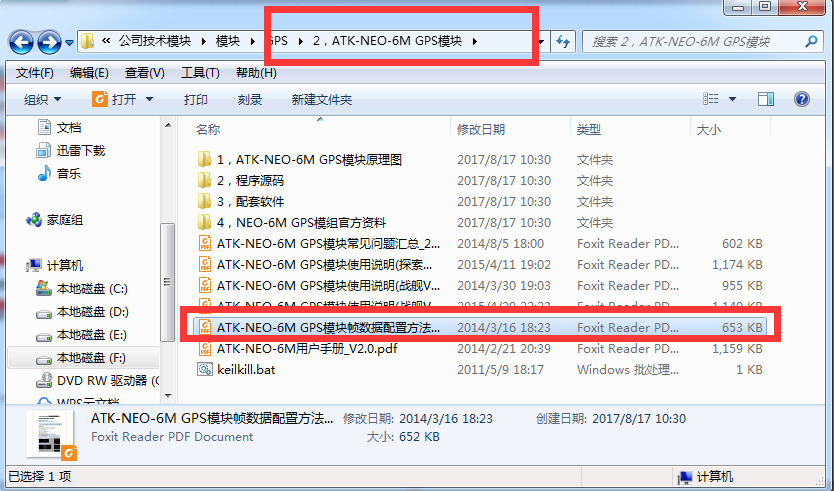 « 公司技术模块 ▸ 模块 ▸ GPS ▸ 2，ATK-NEO-6M GPS模块 ▸
搜索 2，ATK-NEO-6M GPS模块
文件(F) 编辑(E) 查看(V) 工具(T) 帮助(H)
组织 打开 打印 刻录 新建文件夹
文档
迅雷下载
音乐
家庭组
计算机
本地磁盘 (C:)
本地磁盘 (D:)
本地磁盘 (E:)
本地磁盘 (F:)
DVD RW 驱动器 (G
WPS云文档
名称 修改日期 类型 大小
1，ATK-NEO-6M GPS模块原理图 2017/8/17 10:30 文件夹
2，程序源码 2017/8/17 10:30 文件夹
3，配套软件 2017/8/17 10:30 文件夹
4，NEO-6M GPS模组官方资料 2017/8/17 10:30 文件夹
ATK-NEO-6M GPS模块常见问题汇总_2... 2014/8/5 18:00 Foxit Reader PD... 602 KB
ATK-NEO-6M GPS模块使用说明(探索... 2015/4/11 19:02 Foxit Reader PD... 1,174 KB
ATK-NEO-6M GPS模块使用说明(战舰... 2014/3/30 19:03 Foxit Reader PD... 955 KB
ATK-NEO-6M GPS模块使用说明(战舰V... Foxit Reader PD... 1,140 KB
ATK-NEO-6M GPS模块帧数据配置方法... 2014/3/16 18:23 Foxit Reader PD... 653 KB
ATK-NEO-6M用户手册_V2.0.pdf 2014/2/21 20:39 Foxit Reader PD... 1,159 KB
keilkill.bat 2011/5/9 18:17 Windows 批处理... 1 KB
ATK-NEO-6M GPS模块帧数据配置方法... 修改日期: 2014/3/16 18:23 创建日期: 2017/8/17 10:30
Foxit Reader PDF Document 大小: 652 KB
已选择 1 项 计算机